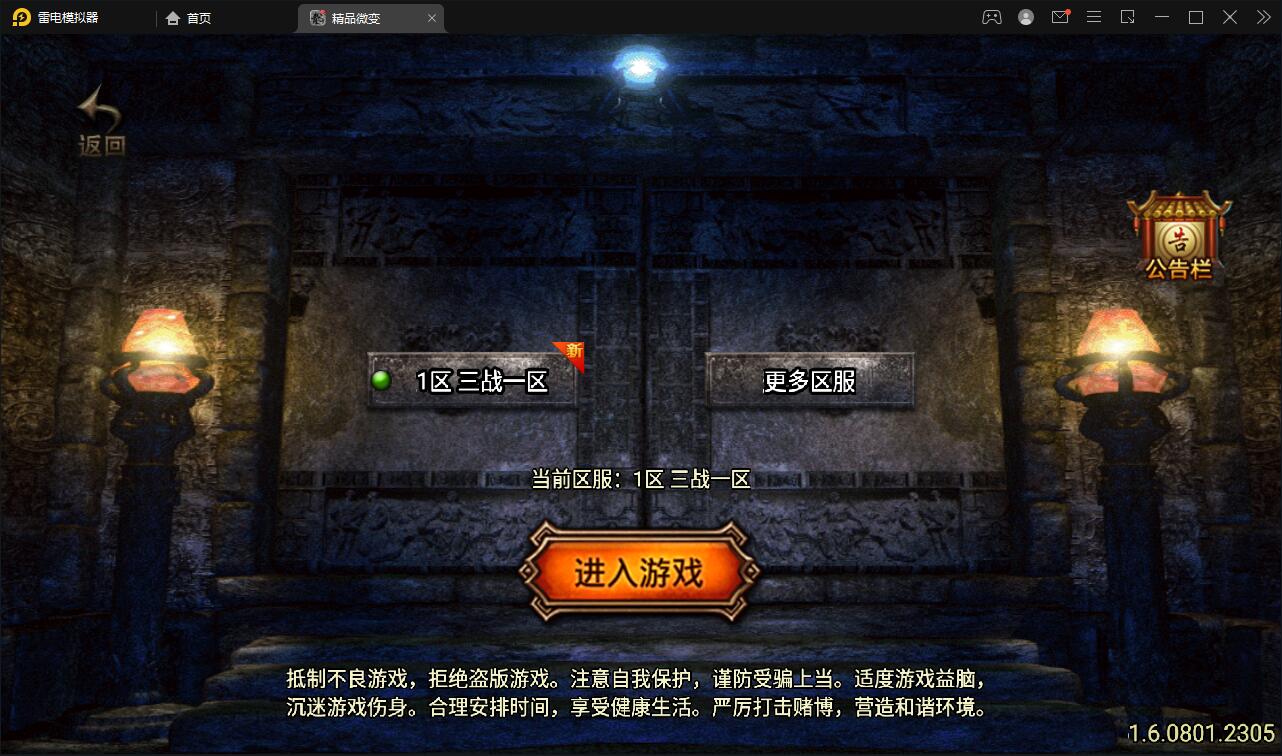 雷电模拟器
首页
精品微变
返回
告
公告栏
新
1区 三战一区
更多区服
当前区服：1区 三战一区
进入游戏
抵制不良游戏，拒绝盗版游戏。注意自我保护，谨防受骗上当。适度游戏益脑，
沉迷游戏伤身。合理安排时间，享受健康生活。严厉打击赌博，营造和谐环境。
1.6.0801.2305